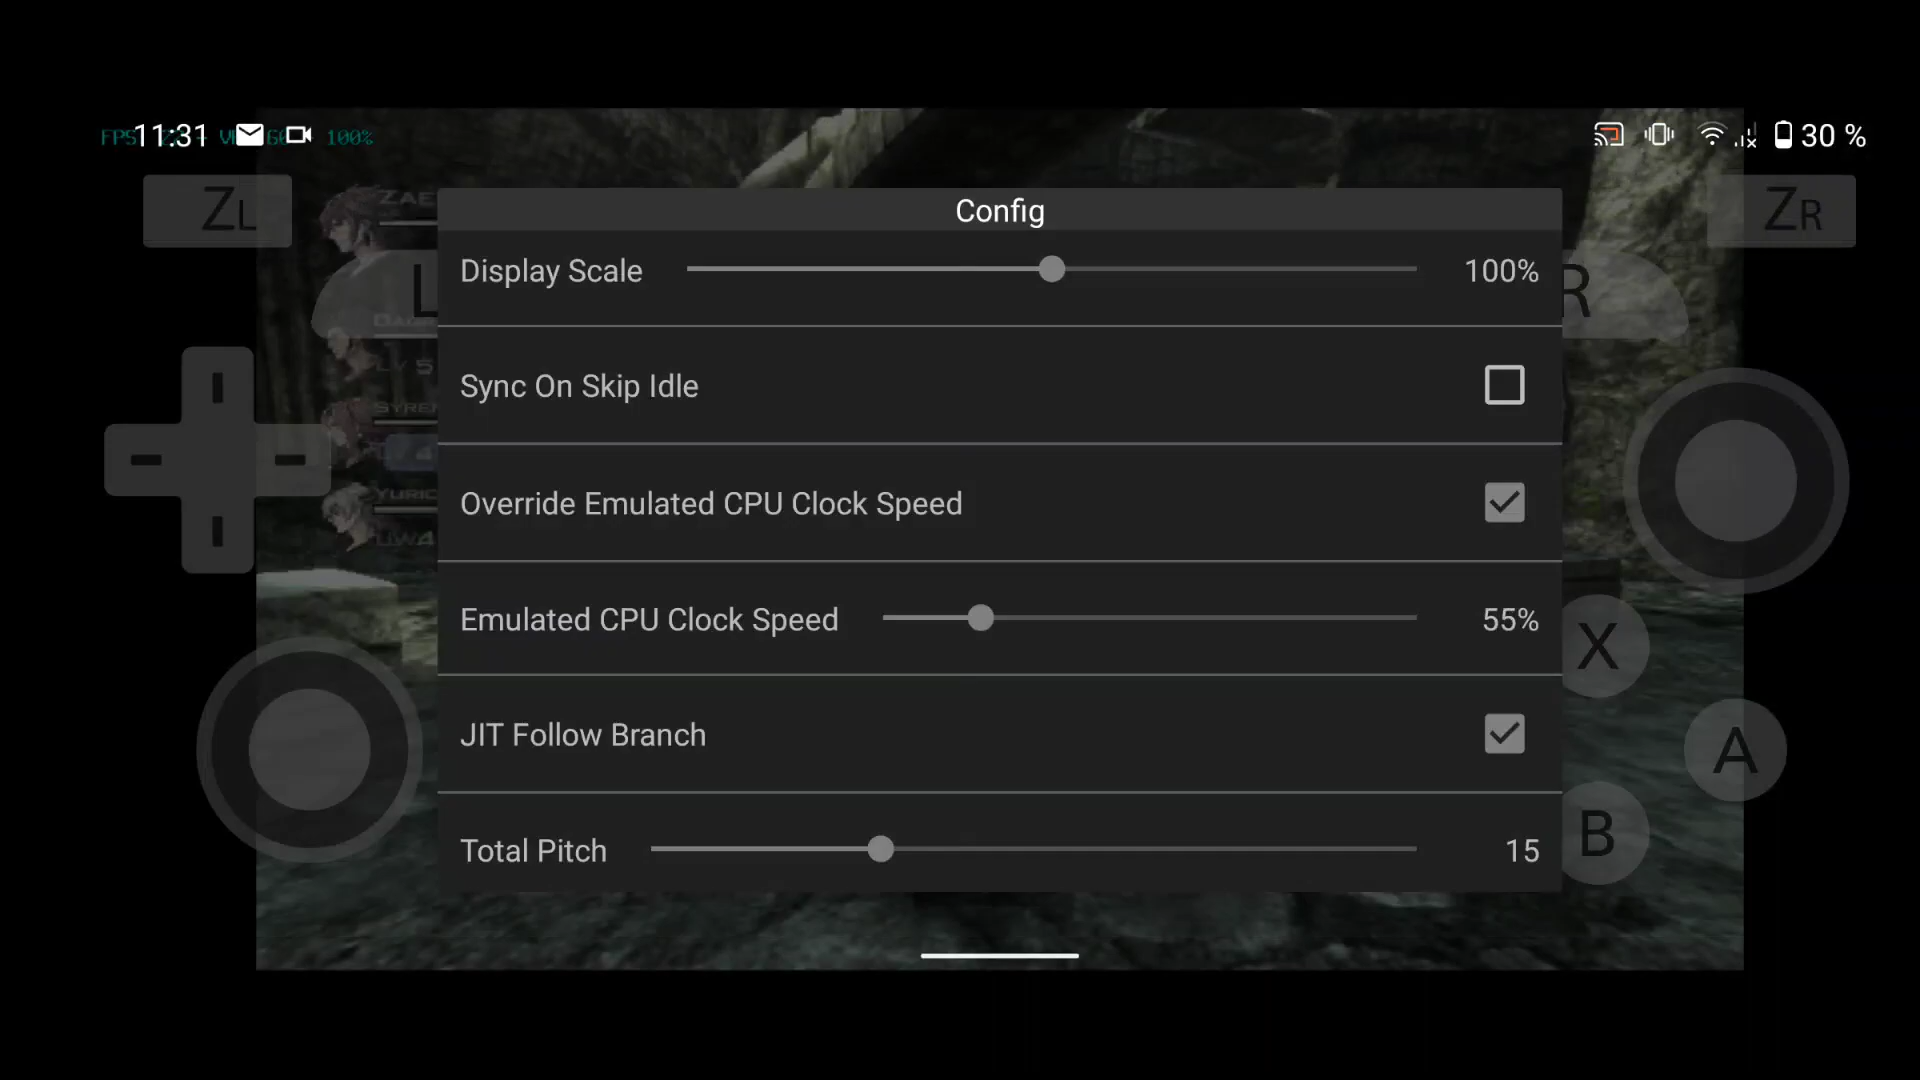 11:31
100%
30 %
ZL
ZR
L
R
Config
Display Scale 100%
Sync On Skip Idle
Override Emulated CPU Clock Speed
Emulated CPU Clock Speed 55%
JIT Follow Branch
Total Pitch 15
X
A
B